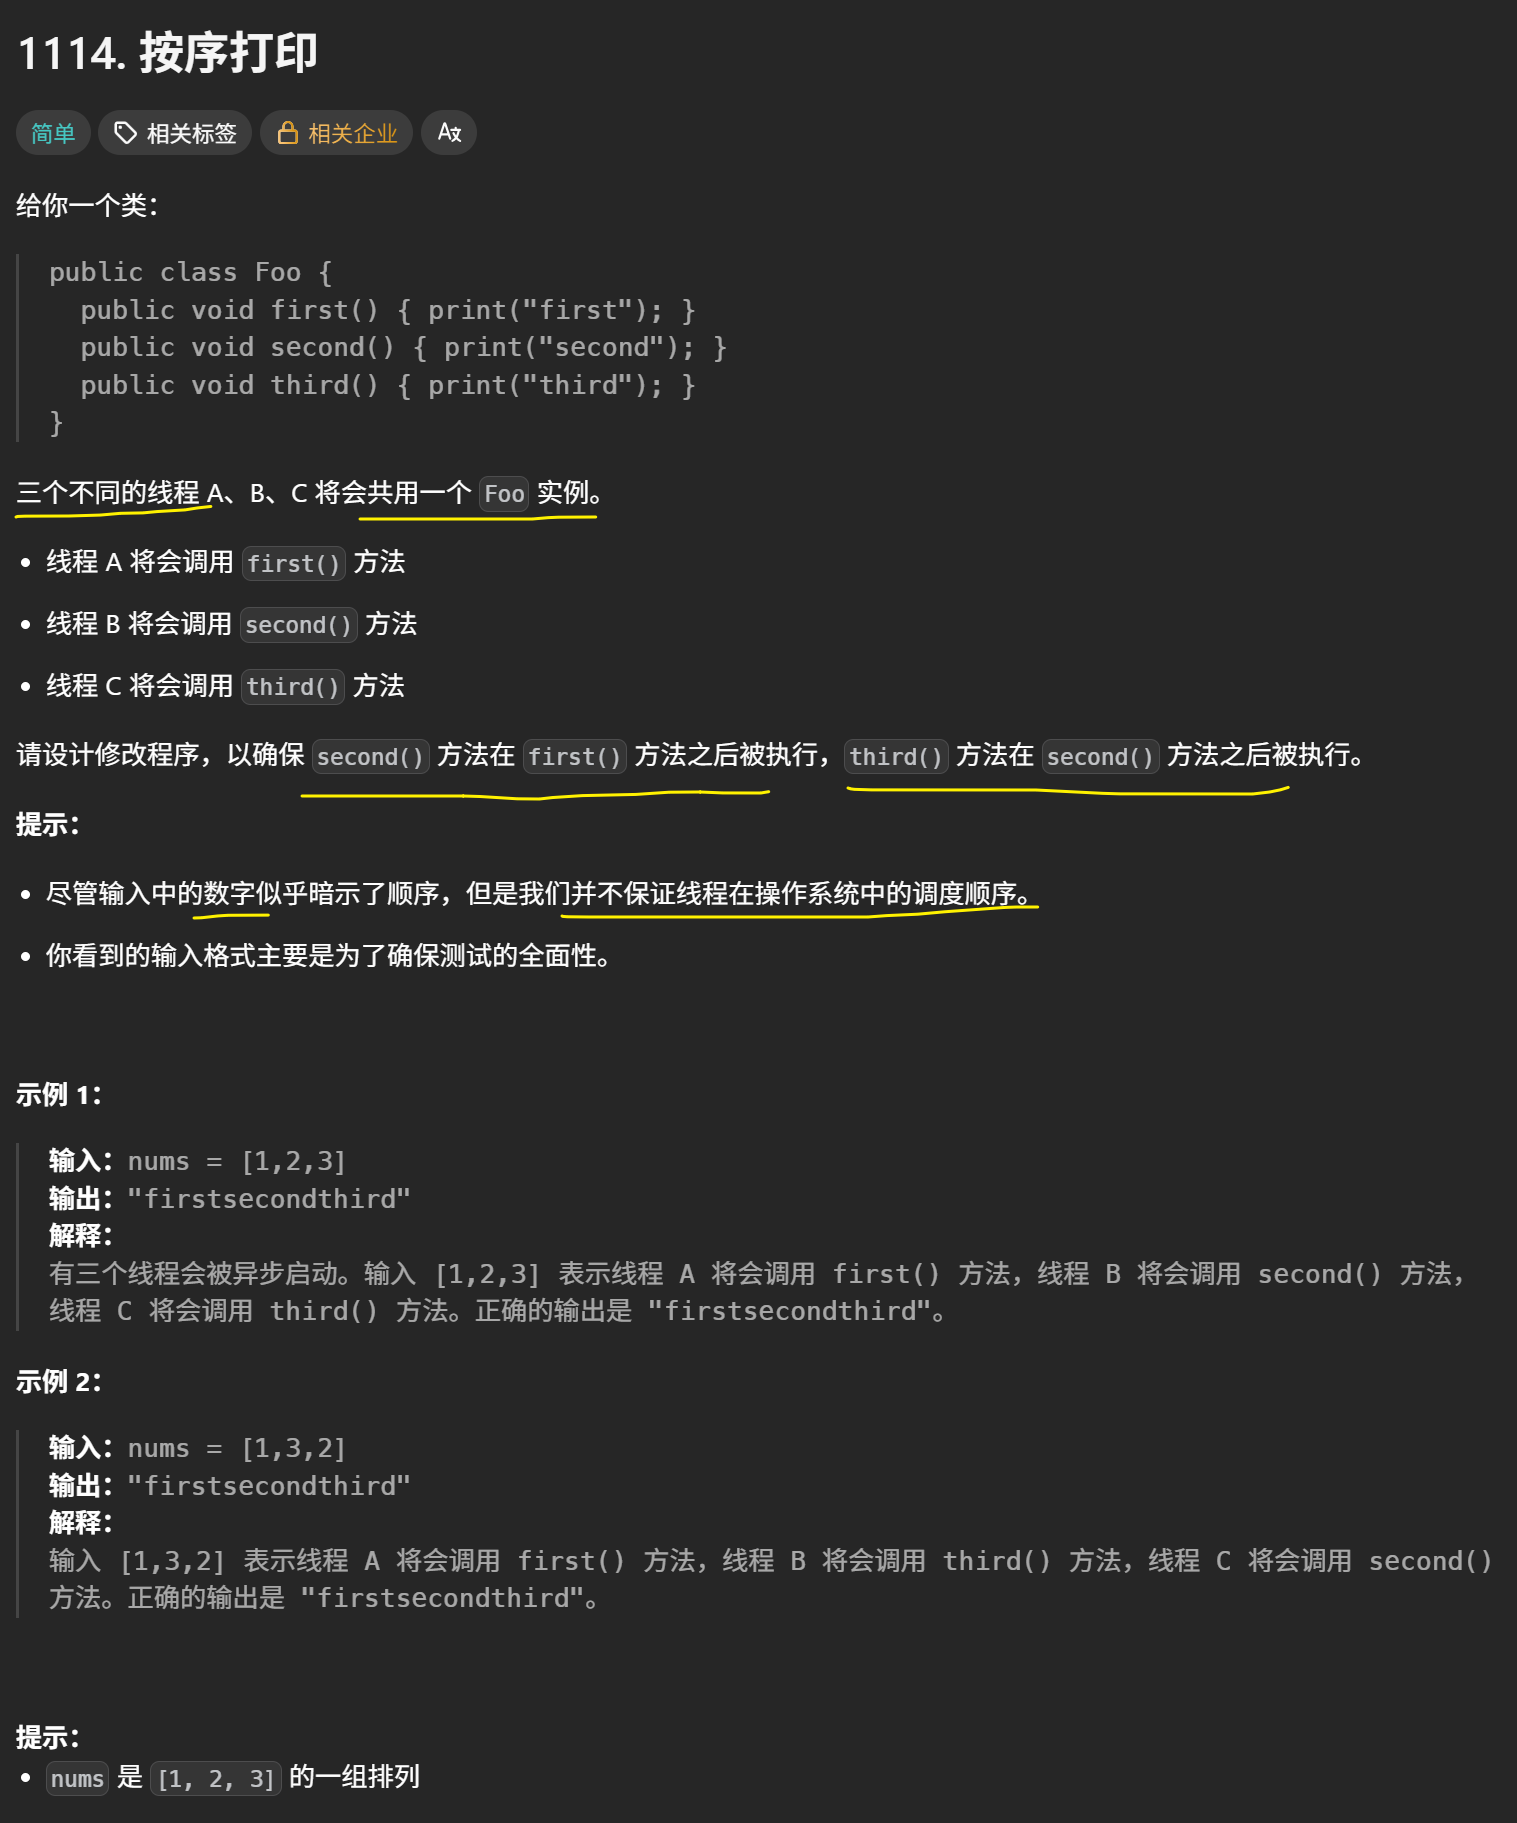 1114. 按序打印
简单 相关标签 相关企业
给你一个类：
public class Foo {
  public void first() { print("first"); }
  public void second() { print("second"); }
  public void third() { print("third"); }
}
三个不同的线程 A、B、C 将会共用一个 Foo 实例。
• 线程 A 将会调用 first() 方法
• 线程 B 将会调用 second() 方法
• 线程 C 将会调用 third() 方法
请设计修改程序，以确保 second() 方法在 first() 方法之后被执行，third() 方法在 second() 方法之后被执行。
提示：
• 尽管输入中的数字似乎暗示了顺序，但是我们并不保证线程在操作系统中的调度顺序。
• 你看到的输入格式主要是为了确保测试的全面性。
示例 1：
输入：nums = [1,2,3]
输出："firstsecondthird"
解释：
有三个线程会被异步启动。输入 [1,2,3] 表示线程 A 将会调用 first() 方法，线程 B 将会调用 second() 方法，
线程 C 将会调用 third() 方法。正确的输出是 "firstsecondthird"。
示例 2：
输入：nums = [1,3,2]
输出："firstsecondthird"
解释：
输入 [1,3,2] 表示线程 A 将会调用 first() 方法，线程 B 将会调用 third() 方法，线程 C 将会调用 second()
方法。正确的输出是 "firstsecondthird"。
提示：
• nums 是 [1, 2, 3] 的一组排列